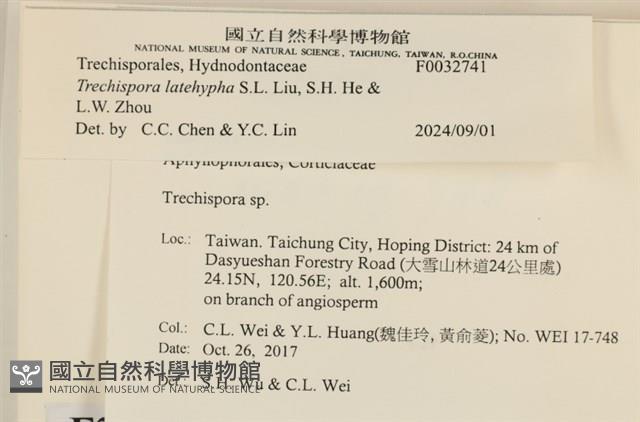 國立自然科學博物館
NATIONAL MUSEUM OF NATURAL SCIENCE, TAICHUNG, TAIWAN, R.O.CHINA
Trechisporales, Hydnodontaceae F0032741
Trechispora latehypha S.L. Liu, S.H. He &
L.W. Zhou
Det. by C.C. Chen & Y.C. Lin 2024/09/01
Aphyllophorales, Corticiaceae
Trechispora sp.
Loc.: Taiwan. Taichung City, Hoping District: 24 km of
Dasyueshan Forestry Road (大雪山林道24公里處)
24.15N, 120.56E; alt. 1,600m;
on branch of angiosperm
Col.: C.L. Wei & Y.L. Huang(魏佳玲, 黃俞菱); No. WEI 17-748
Date: Oct. 26, 2017
Det.: S.H. Wu & C.L. Wei
國立自然科學博物館
NATIONAL MUSEUM OF NATURAL SCIENCE